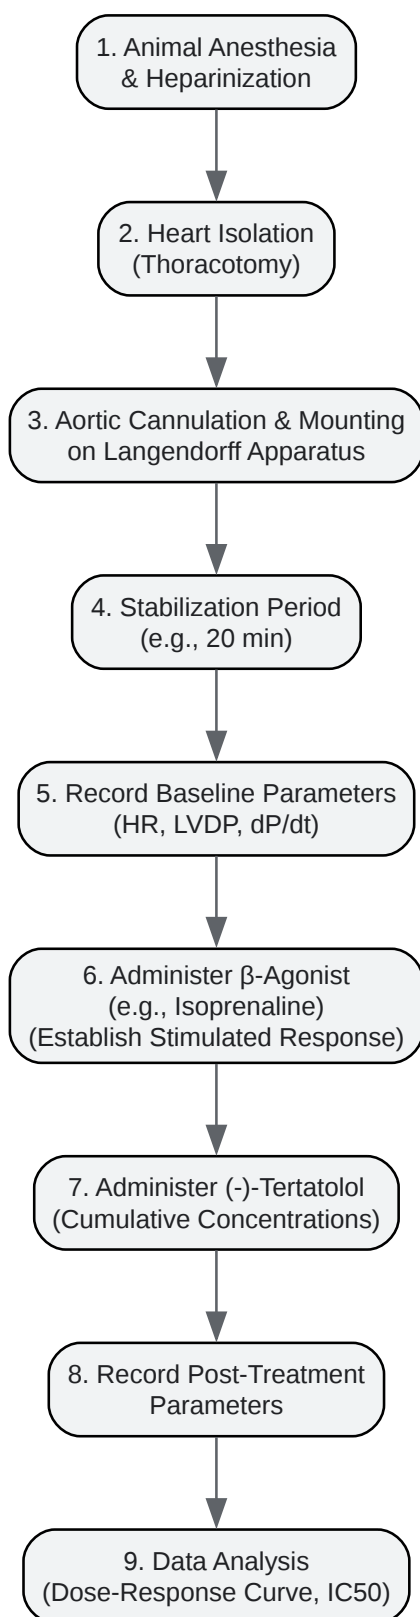 1. Animal Anesthesia
& Heparinization
2. Heart Isolation
(Thoracotomy)
3. Aortic Cannulation & Mounting
on Langendorff Apparatus
4. Stabilization Period
(e.g., 20 min)
5. Record Baseline Parameters
(HR, LVDP, dP/dt)
6. Administer β-Agonist
(e.g., Isoprenaline)
(Establish Stimulated Response)
7. Administer (-)-Tertatolol
(Cumulative Concentrations)
8. Record Post-Treatment
Parameters
9. Data Analysis
(Dose-Response Curve, IC50)